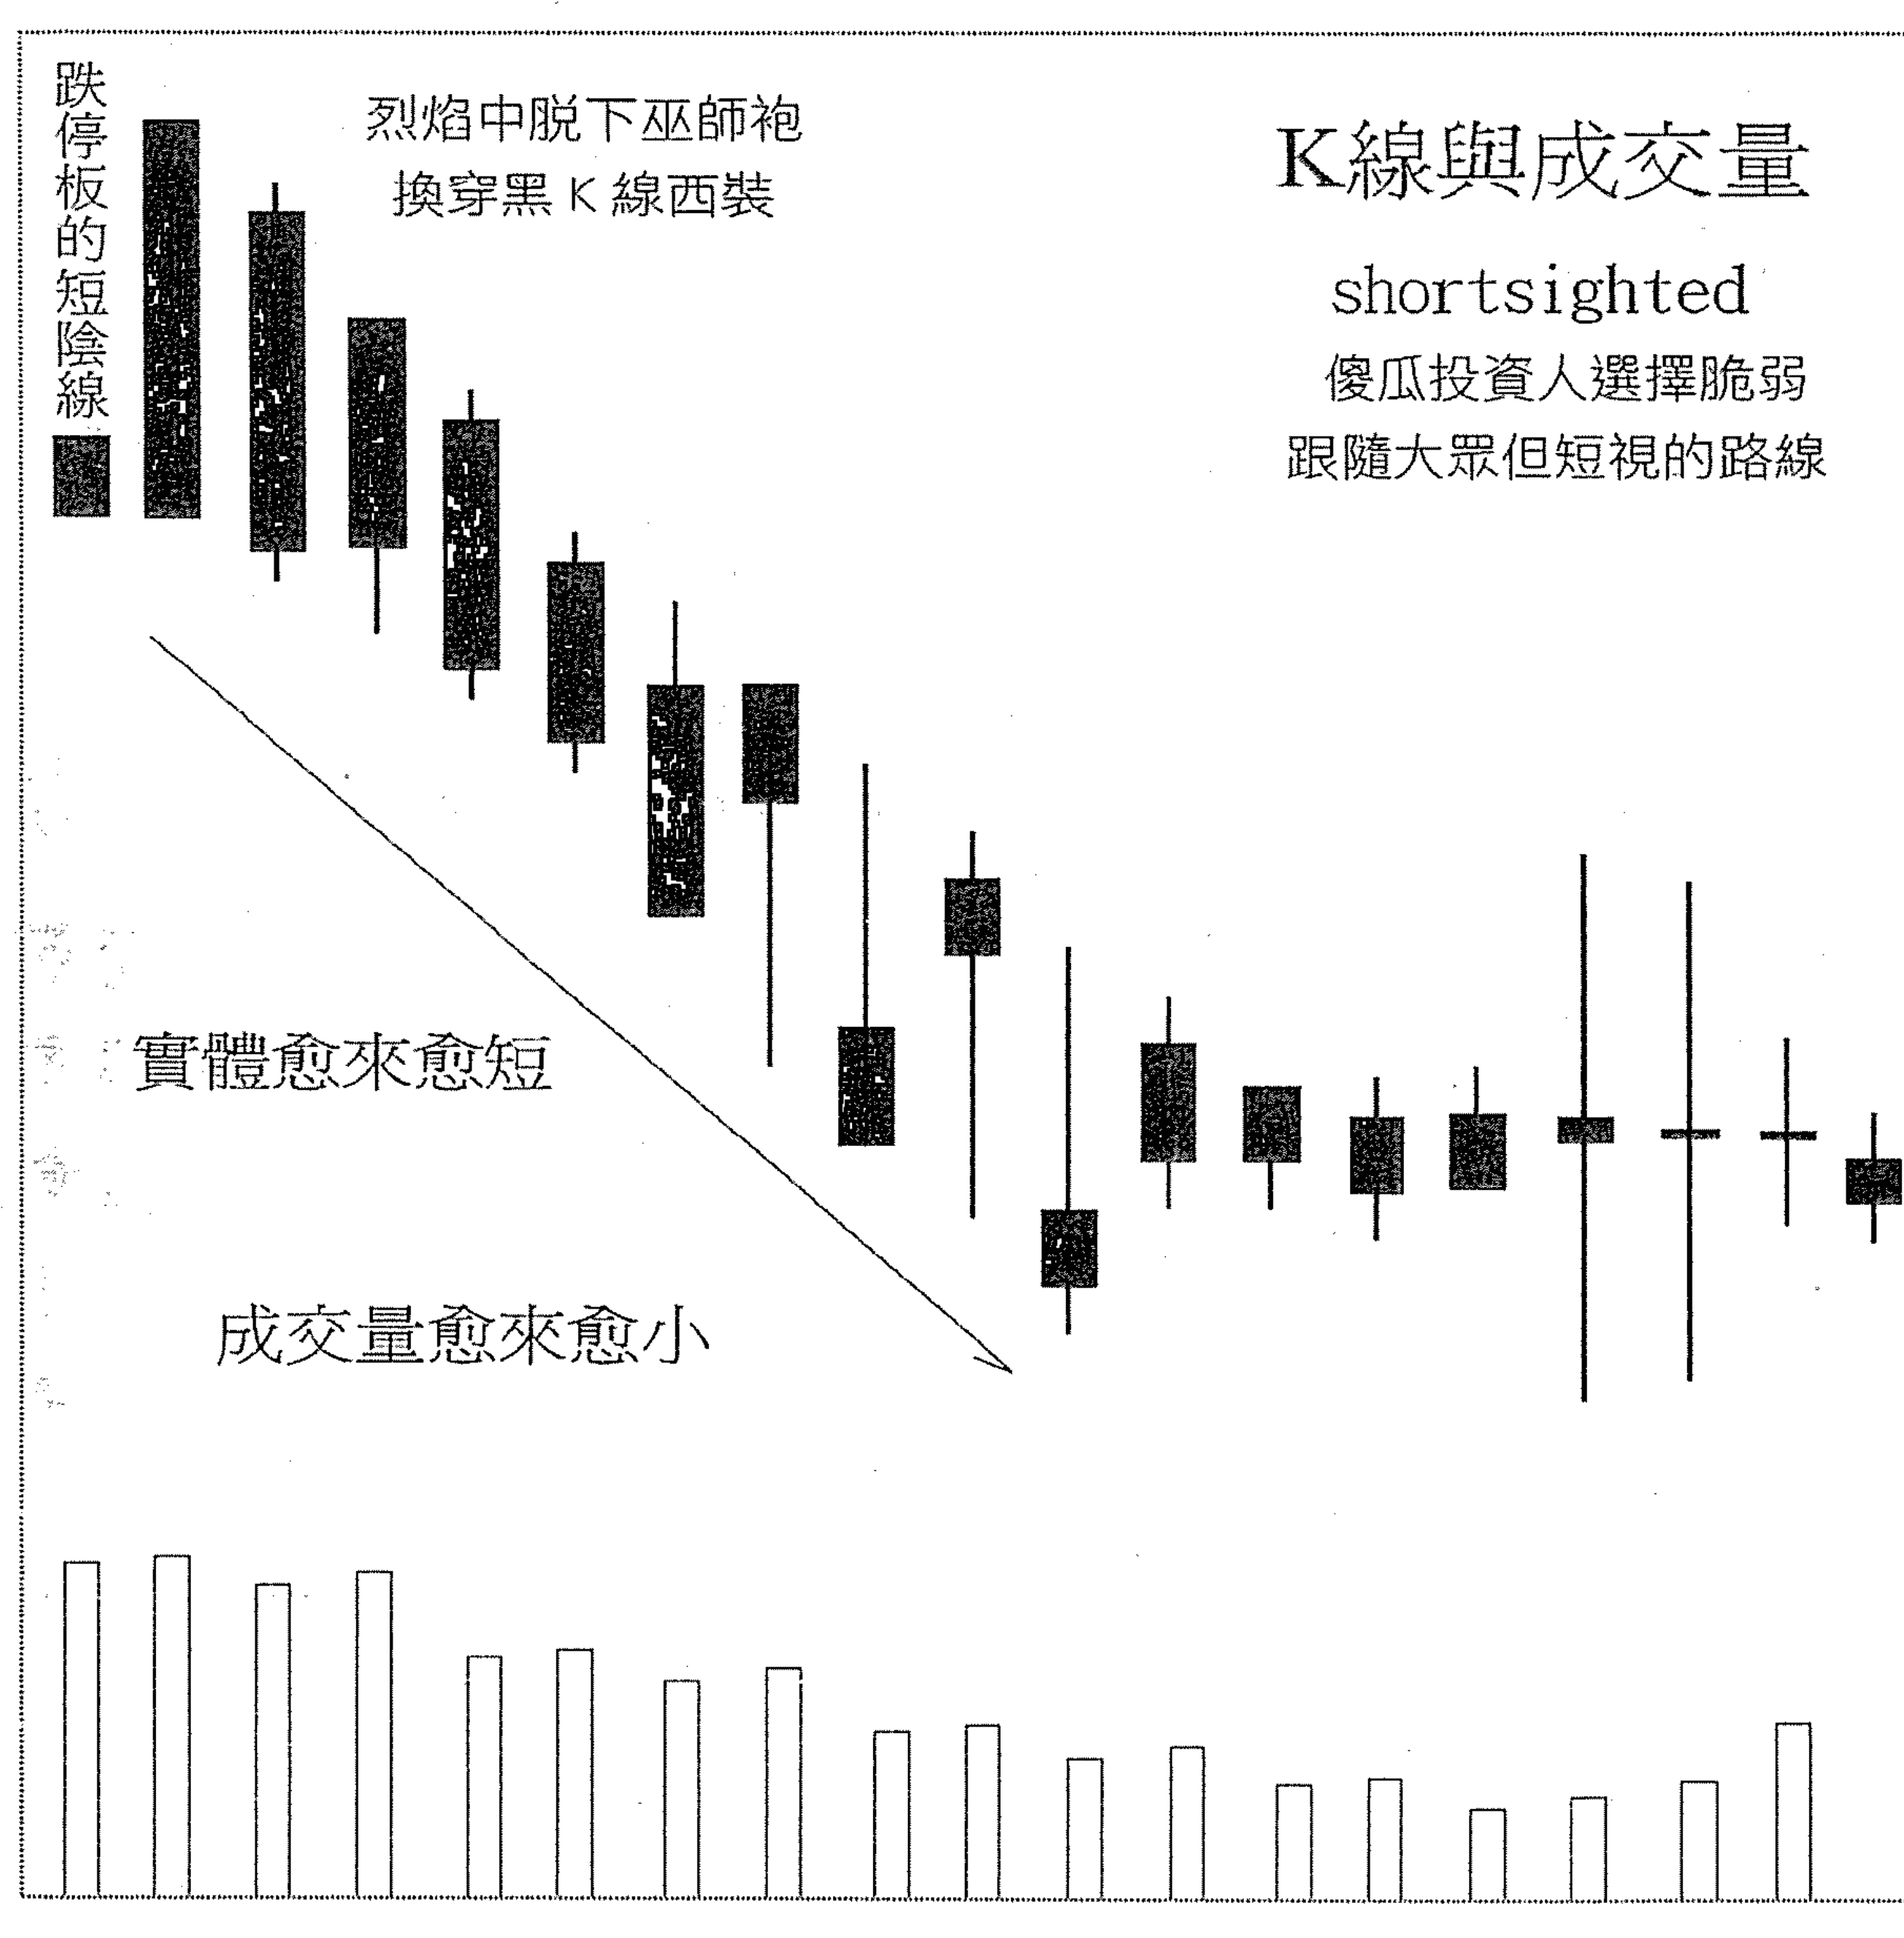 跌停板的短陰線
烈焰中脱下巫師袍
換穿黑K線西裝
K線與成交量
shortsighted
傻瓜投資人選擇脆弱
跟隨大眾但短視的路線
實體愈來愈短
成交量愈來愈小